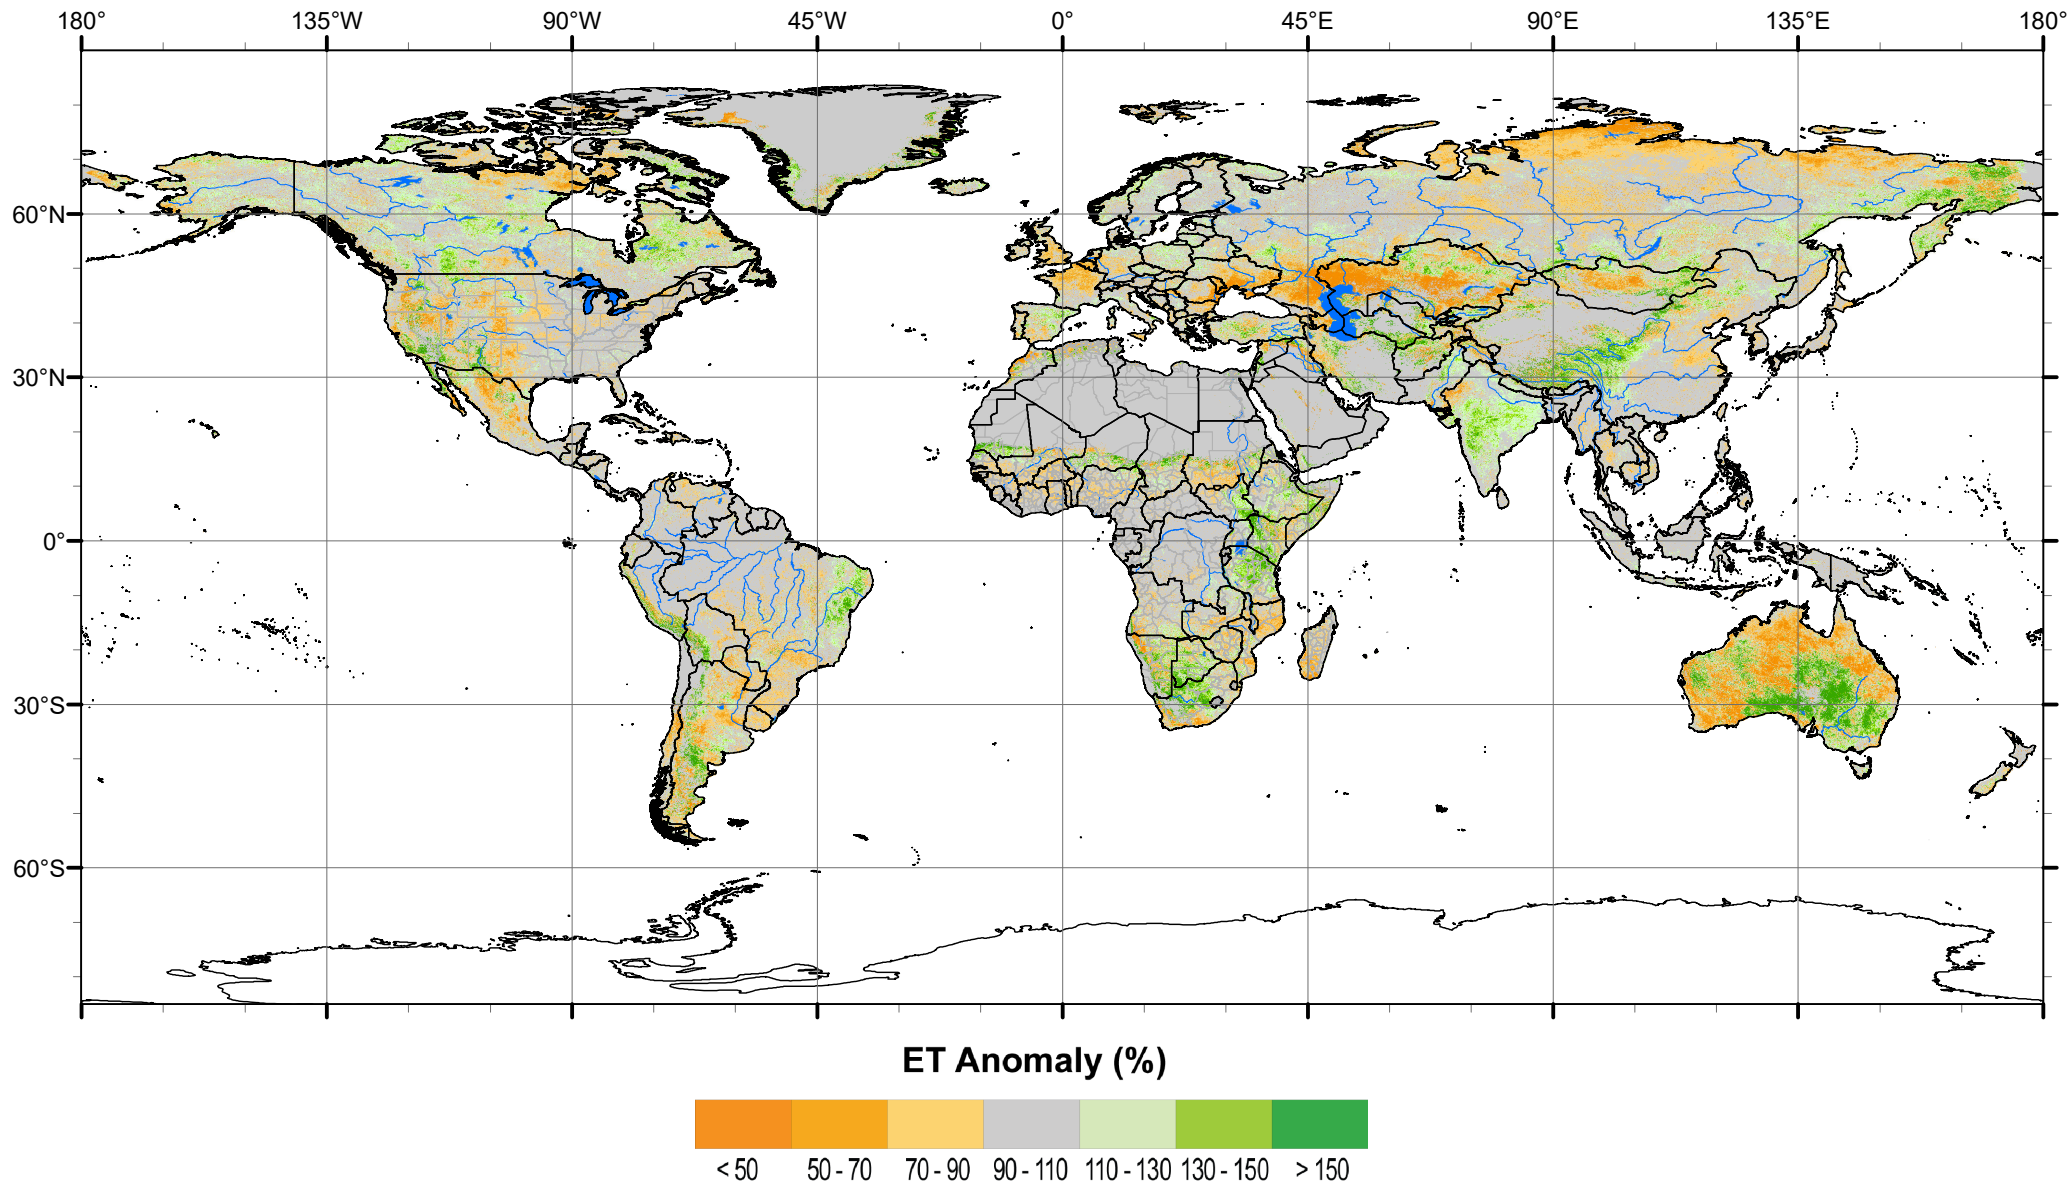 180° 135°W 90°W 45°W 0° 45°E 90°E 135°E 180°
60°N
30°N
0°
30°S
60°S
ET Anomaly (%)
< 50 50 - 70 70 - 90 90 - 110 110 - 130 130 - 150 > 150